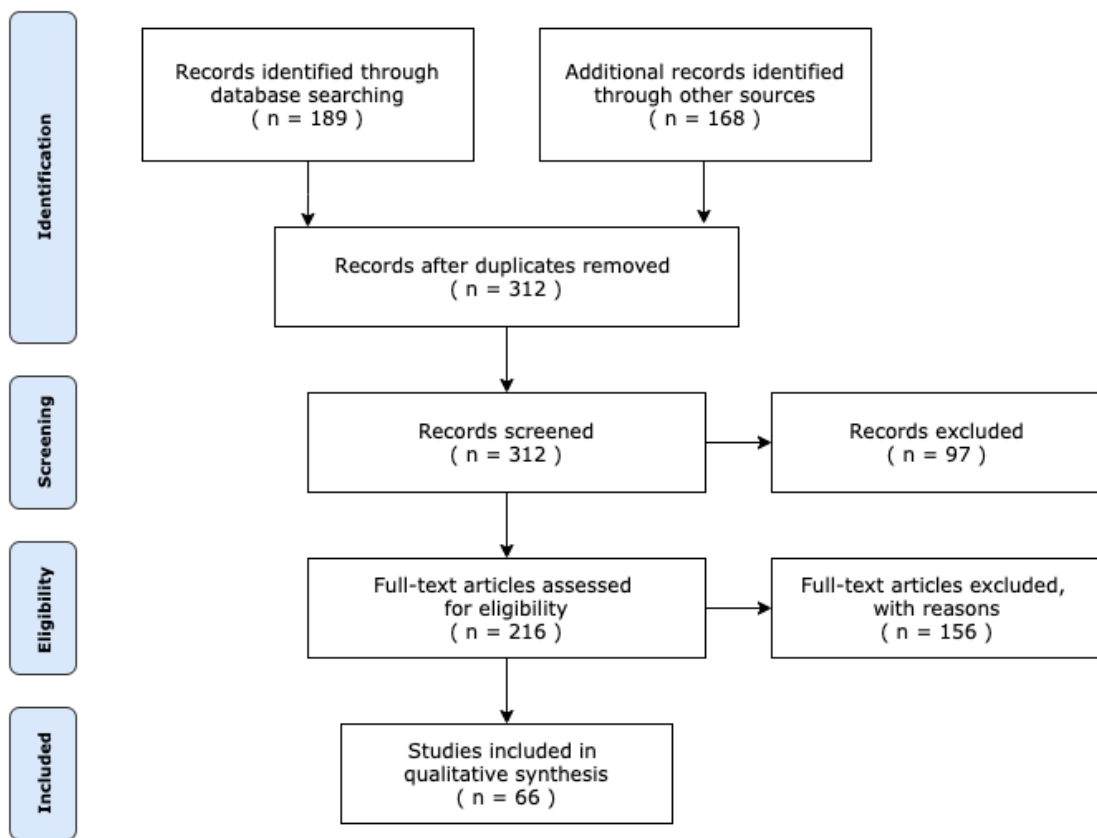 Identification
Records identified through
database searching
( n = 189 )
Additional records identified
through other sources
( n = 168 )
Records after duplicates removed
( n = 312 )
Screening
Records screened
( n = 312 )
Records excluded
( n = 97 )
Eligibility
Full-text articles assessed
for eligibility
( n = 216 )
Full-text articles excluded,
with reasons
( n = 156 )
Included
Studies included in
qualitative synthesis
( n = 66 )